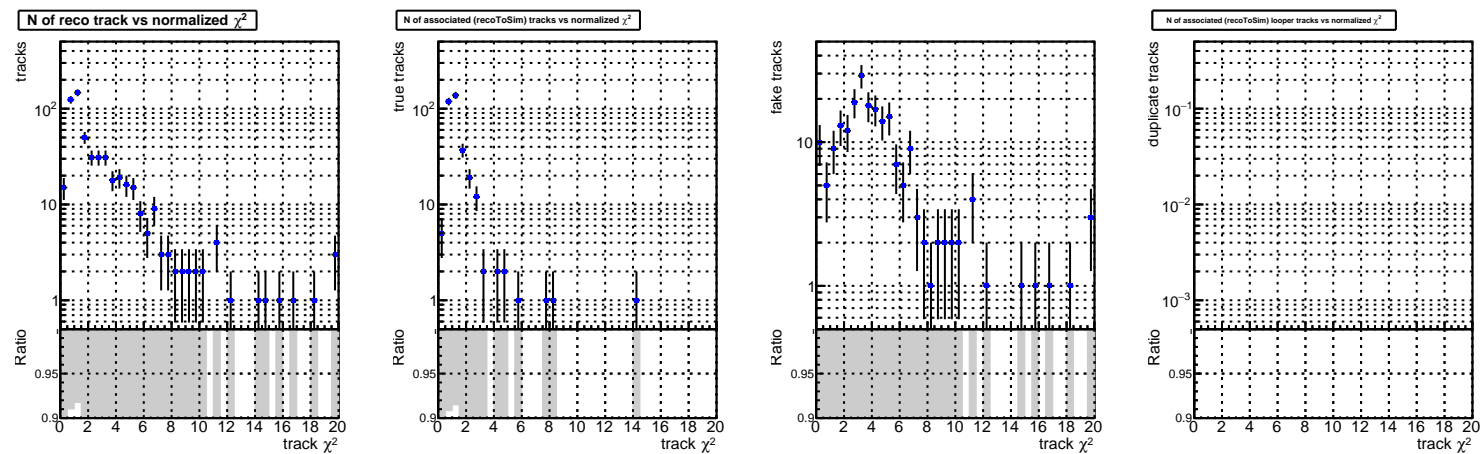 N of reco track vs normalized χ²
tracks
10²
10
1
Ratio
1
0.95
0.9
0 2 4 6 8 10 12 14 16 18 20
track χ²
N of associated (recoToSim) tracks vs normalized χ²
true tracks
10²
10
1
Ratio
1
0.95
0.9
0 2 4 6 8 10 12 14 16 18 20
track χ²
fake tracks
10
1
Ratio
1
0.95
0.9
0 2 4 6 8 10 12 14 16 18 20
track χ²
N of associated (recoToSim) looper tracks vs normalized χ²
duplicate tracks
10⁻¹
10⁻²
10⁻³
Ratio
1
0.95
0.9
0 2 4 6 8 10 12 14 16 18 20
track χ²